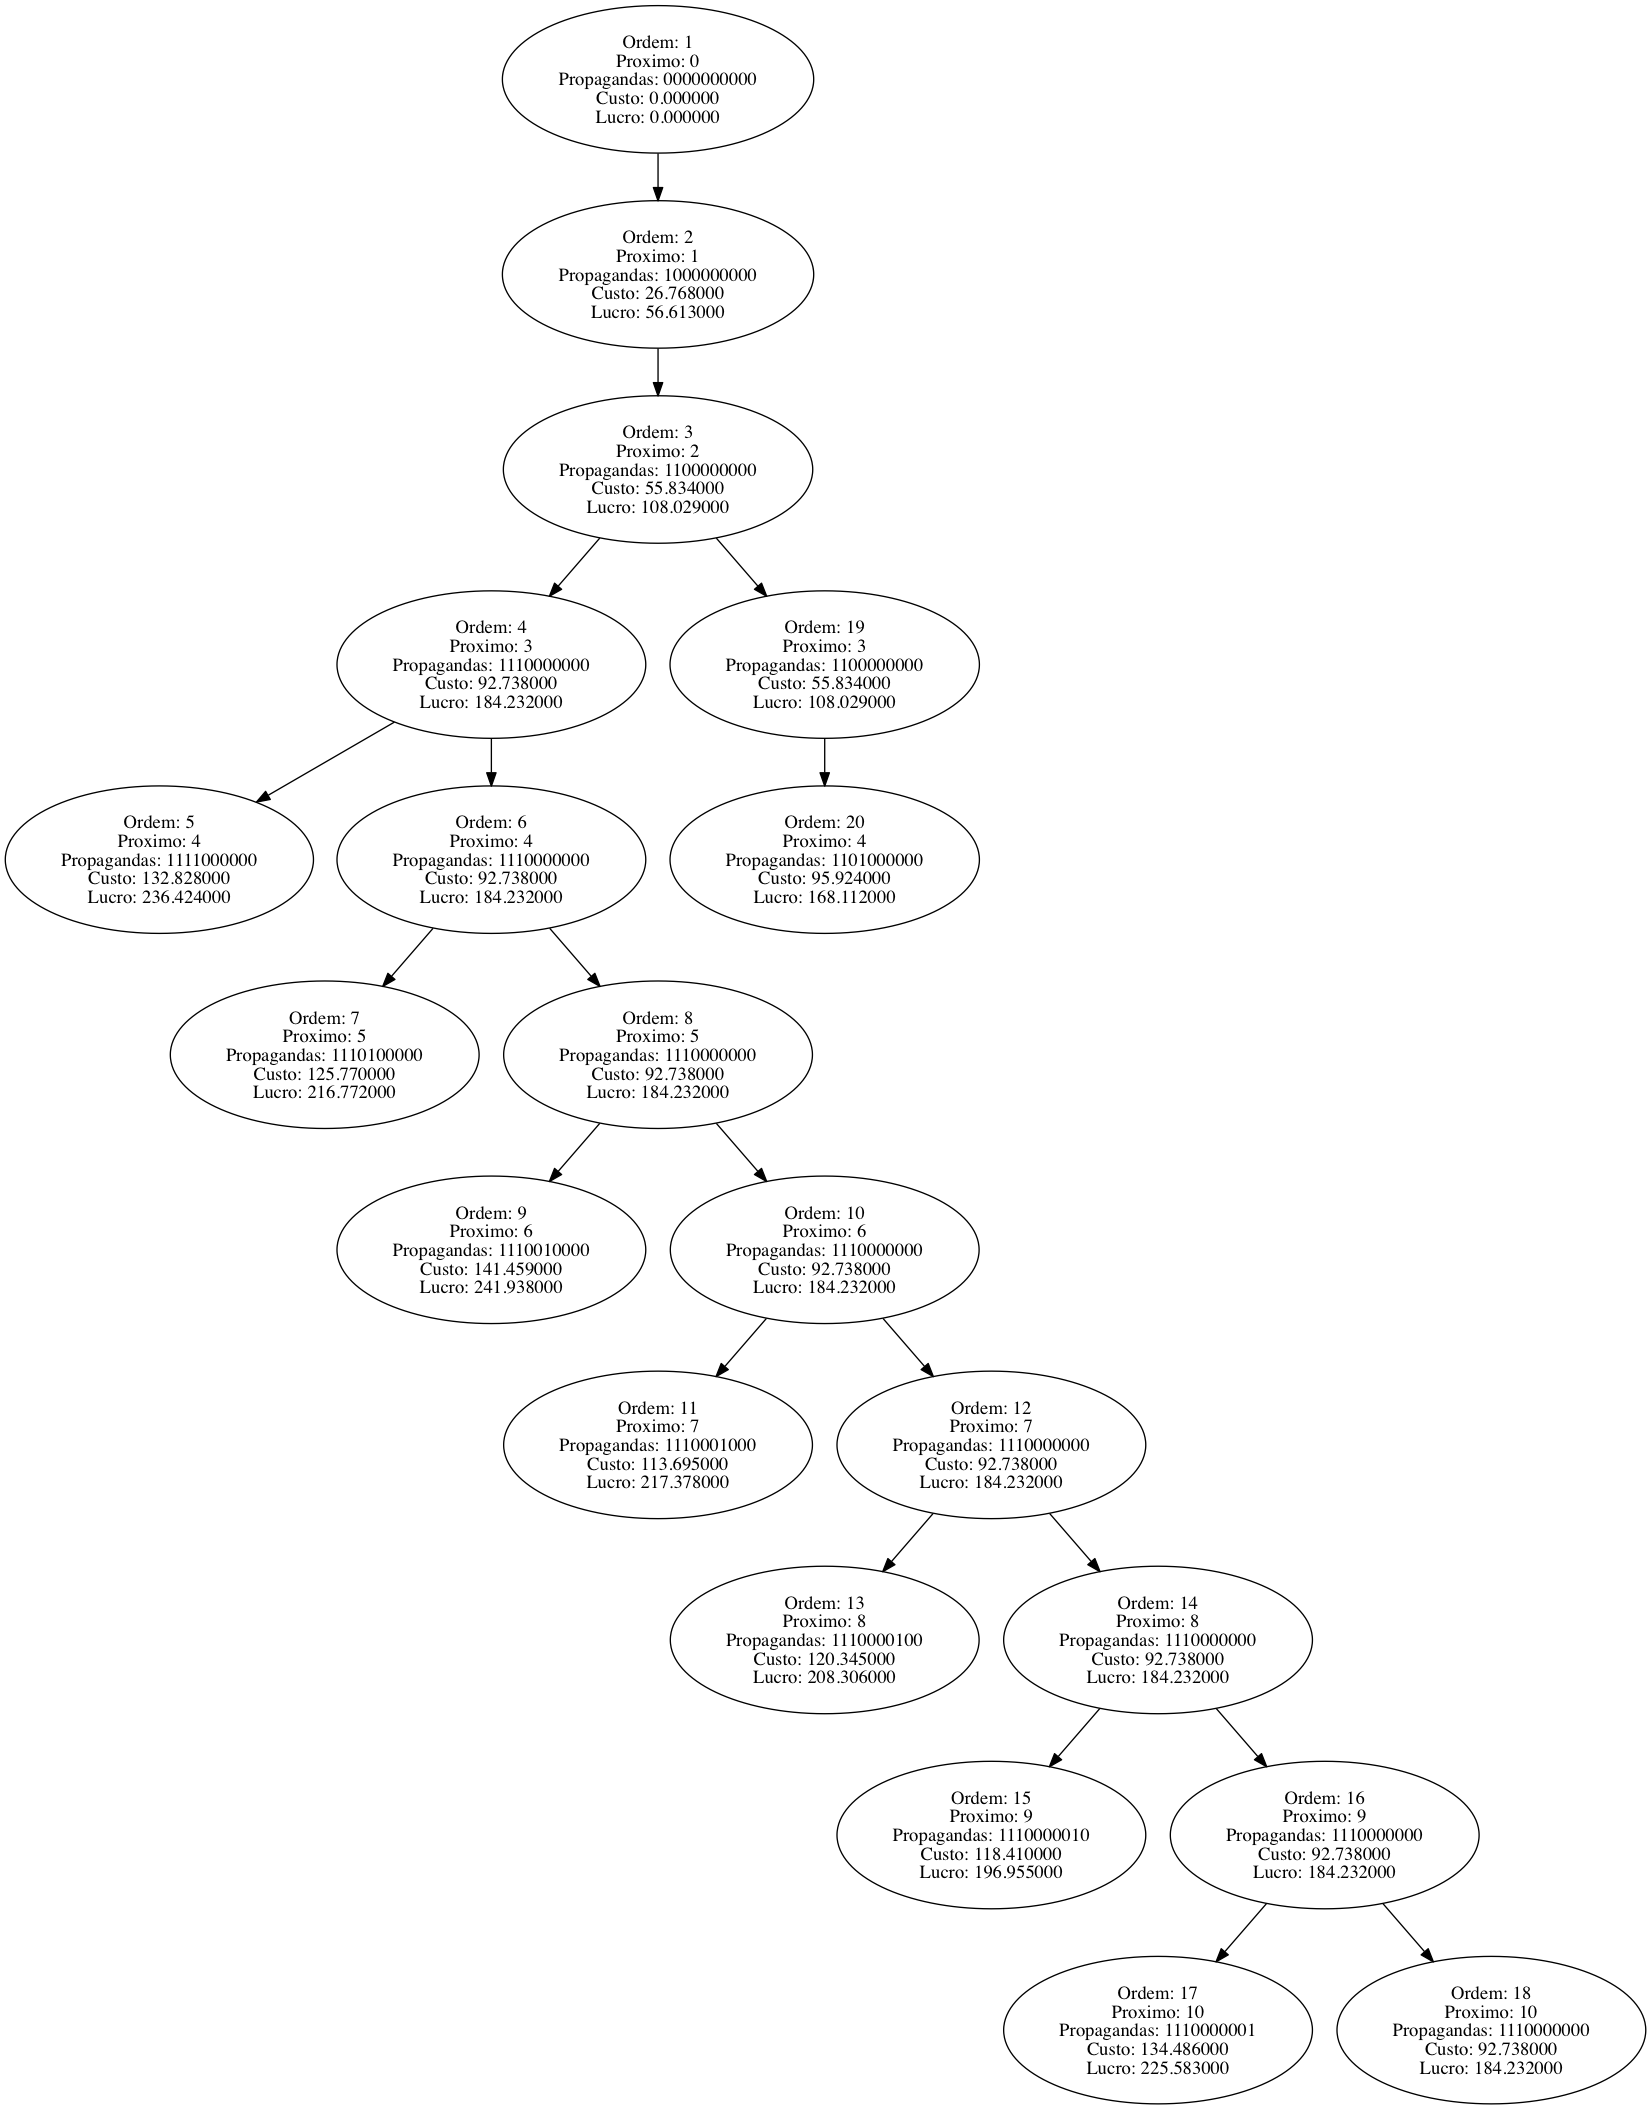 Ordem: 1
Proximo: 0
Propagandas: 0000000000
Custo: 0.000000
Lucro: 0.000000
Ordem: 2
Proximo: 1
Propagandas: 1000000000
Custo: 26.768000
Lucro: 56.613000
Ordem: 3
Proximo: 2
Propagandas: 1100000000
Custo: 55.834000
Lucro: 108.029000
Ordem: 4
Proximo: 3
Propagandas: 1110000000
Custo: 92.738000
Lucro: 184.232000
Ordem: 19
Proximo: 3
Propagandas: 1100000000
Custo: 55.834000
Lucro: 108.029000
Ordem: 5
Proximo: 4
Propagandas: 1111000000
Custo: 132.828000
Lucro: 236.424000
Ordem: 6
Proximo: 4
Propagandas: 1110000000
Custo: 92.738000
Lucro: 184.232000
Ordem: 20
Proximo: 4
Propagandas: 1101000000
Custo: 95.924000
Lucro: 168.112000
Ordem: 7
Proximo: 5
Propagandas: 1110100000
Custo: 125.770000
Lucro: 216.772000
Ordem: 8
Proximo: 5
Propagandas: 1110000000
Custo: 92.738000
Lucro: 184.232000
Ordem: 9
Proximo: 6
Propagandas: 1110010000
Custo: 141.459000
Lucro: 241.938000
Ordem: 10
Proximo: 6
Propagandas: 1110000000
Custo: 92.738000
Lucro: 184.232000
Ordem: 11
Proximo: 7
Propagandas: 1110001000
Custo: 113.695000
Lucro: 217.378000
Ordem: 12
Proximo: 7
Propagandas: 1110000000
Custo: 92.738000
Lucro: 184.232000
Ordem: 13
Proximo: 8
Propagandas: 1110000100
Custo: 120.345000
Lucro: 208.306000
Ordem: 14
Proximo: 8
Propagandas: 1110000000
Custo: 92.738000
Lucro: 184.232000
Ordem: 15
Proximo: 9
Propagandas: 1110000010
Custo: 118.410000
Lucro: 196.955000
Ordem: 16
Proximo: 9
Propagandas: 1110000000
Custo: 92.738000
Lucro: 184.232000
Ordem: 17
Proximo: 10
Propagandas: 1110000001
Custo: 134.486000
Lucro: 225.583000
Ordem: 18
Proximo: 10
Propagandas: 1110000000
Custo: 92.738000
Lucro: 184.232000